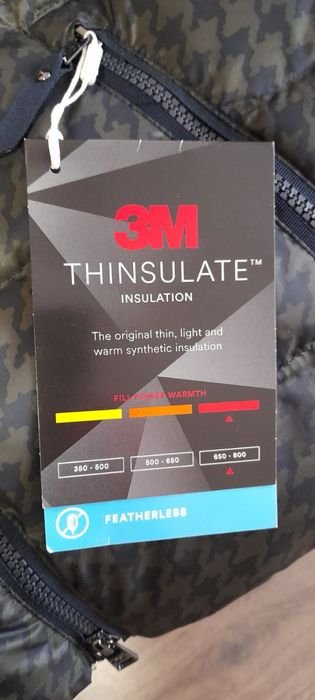 3M
THINSULATE™
INSULATION
The original thin, light and
warm synthetic insulation
FILL POWER WARMTH
350 - 500 500 - 650 650 - 800
FEATHERLESS